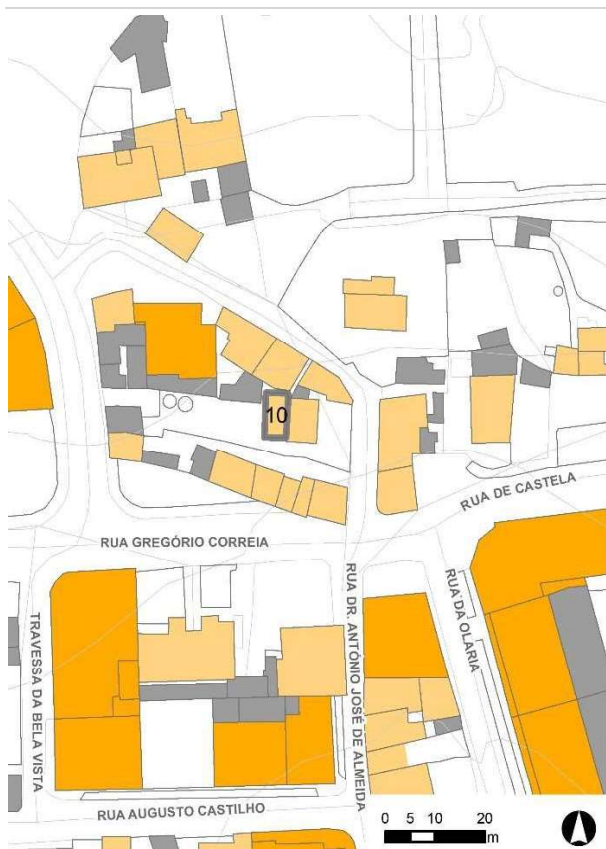 10
RUA DE CASTELA
RUA GREGÓRIO CORREIA
RUA DA OLARIA
RUA DR. ANTÓNIO JOSÉ DE ALMEIDA
TRAVESSA DA BELA VISTA
RUA AUGUSTO CASTILHO
0 5 10 20
m